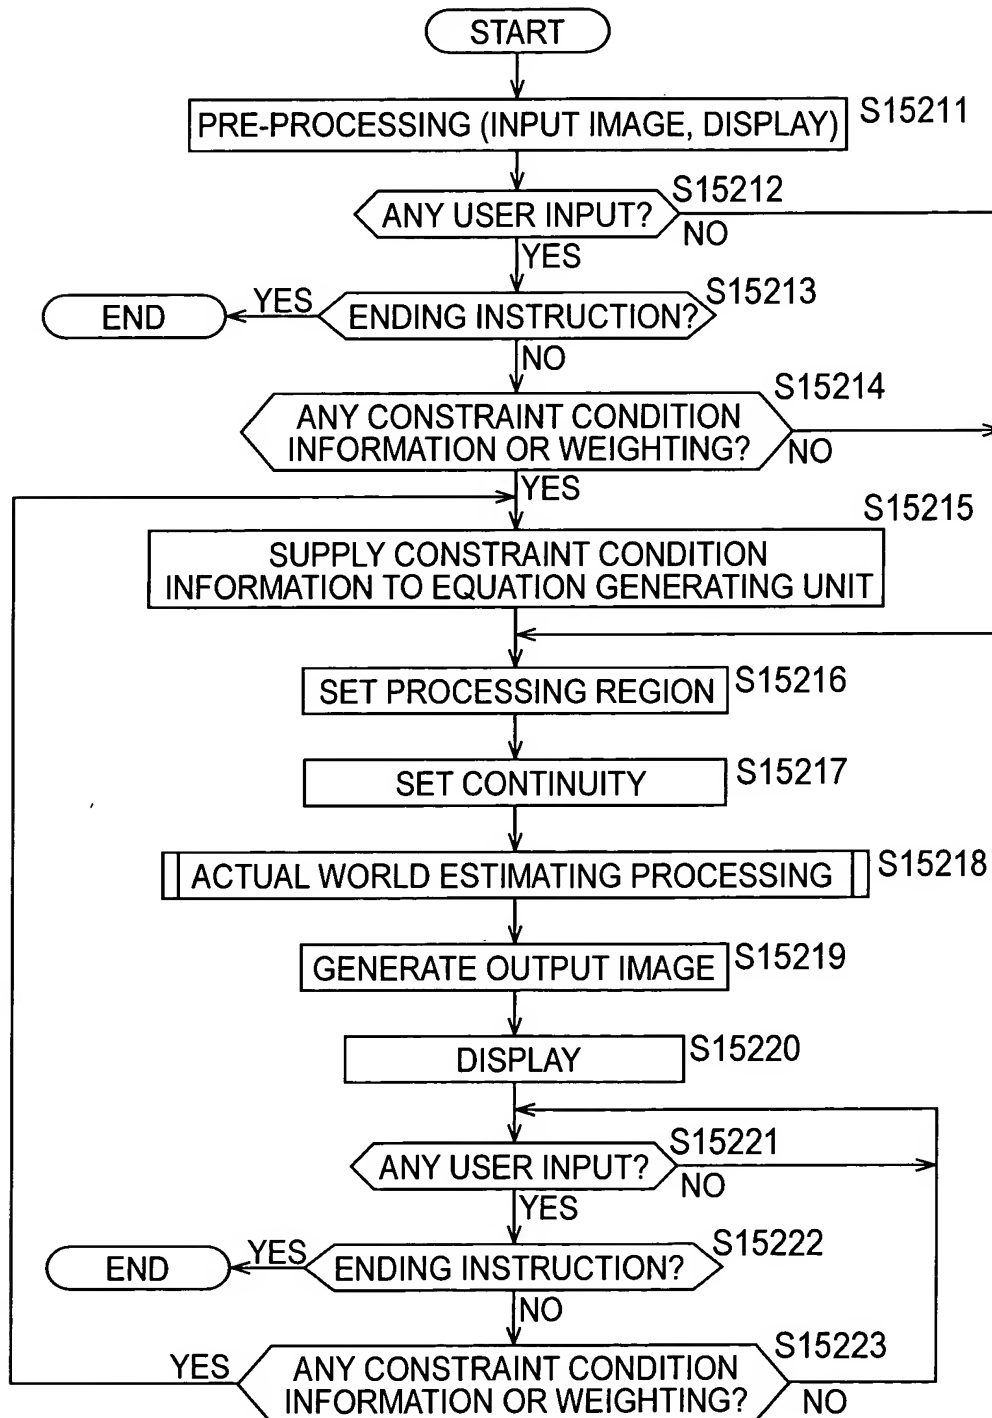 START
PRE-PROCESSING (INPUT IMAGE, DISPLAY)
S15211
ANY USER INPUT?
S15212
NO
YES
ENDING INSTRUCTION?
S15213
YES
END
NO
ANY CONSTRAINT CONDITION
INFORMATION OR WEIGHTING?
S15214
NO
YES
S15215
SUPPLY CONSTRAINT CONDITION
INFORMATION TO EQUATION GENERATING UNIT
SET PROCESSING REGION
S15216
SET CONTINUITY
S15217
ACTUAL WORLD ESTIMATING PROCESSING
S15218
GENERATE OUTPUT IMAGE
S15219
DISPLAY
S15220
ANY USER INPUT?
S15221
NO
YES
ENDING INSTRUCTION?
S15222
YES
END
NO
ANY CONSTRAINT CONDITION
INFORMATION OR WEIGHTING?
S15223
YES
NO